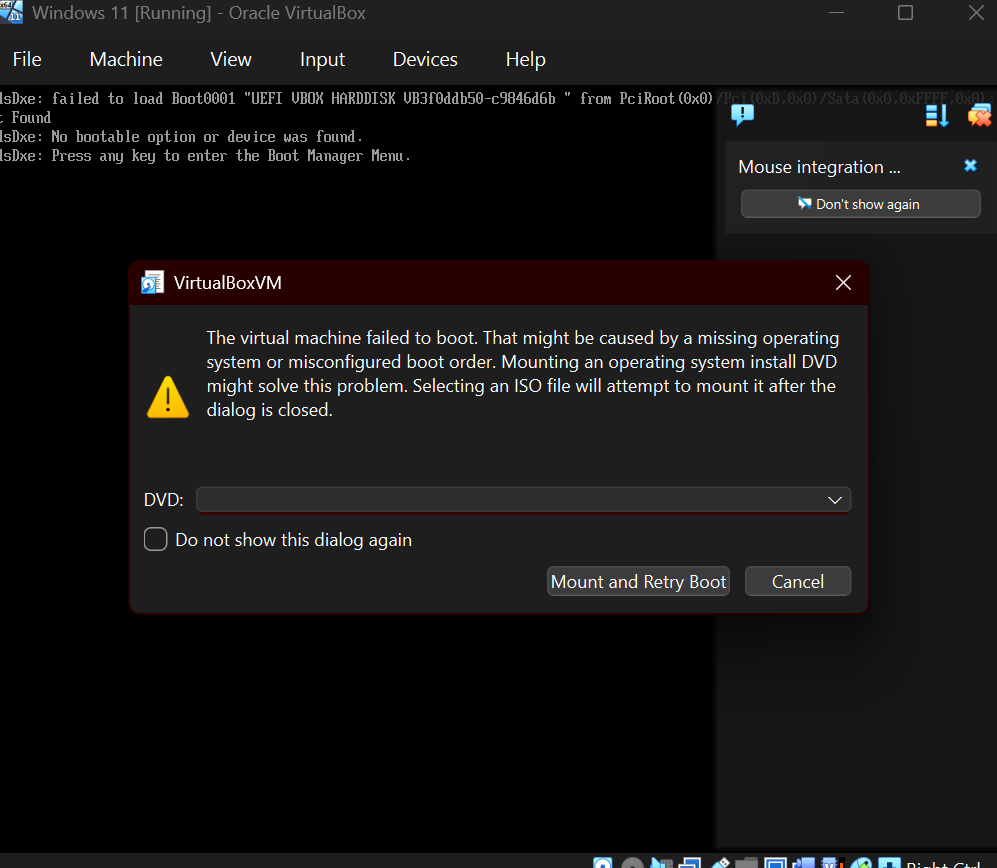 Windows 11 [Running] - Oracle VirtualBox
File Machine View Input Devices Help
lsDxe: failed to load Boot0001 "UEFI VBOX HARDDISK VB3f0ddb50-c9846d6b " from PciRoot(0x0)/Pci(0xD,0x0)/Sata(0x0,0xFFFF,0x0):
t Found
lsDxe: No bootable option or device was found.
lsDxe: Press any key to enter the Boot Manager Menu.
Mouse integration ...
Don't show again
VirtualBoxVM
The virtual machine failed to boot. That might be caused by a missing operating
system or misconfigured boot order. Mounting an operating system install DVD
might solve this problem. Selecting an ISO file will attempt to mount it after the
dialog is closed.
DVD:
Do not show this dialog again
Mount and Retry Boot Cancel
Right Ctrl